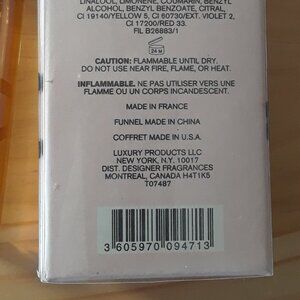 LINALOOL, LIMONENE, COUMARIN, BENZYL
ALCOHOL, BENZYL BENZOATE, CITRAL,
CI 19140/YELLOW 5, CI 60730/EXT. VIOLET 2,
CI 17200/RED 33.
FIL B26883/1
24 M
CAUTION: FLAMMABLE UNTIL DRY.
DO NOT USE NEAR FIRE, FLAME, OR HEAT.
INFLAMMABLE. NE PAS UTILISER VERS UNE
FLAMME OU UN CORPS INCANDESCENT.
MADE IN FRANCE
FUNNEL MADE IN CHINA
COFFRET MADE IN U.S.A.
LUXURY PRODUCTS LLC
NEW YORK, N.Y. 10017
DIST. DESIGNER FRAGRANCES
MONTREAL, CANADA H4T1K5
T07487
3 605970 094713